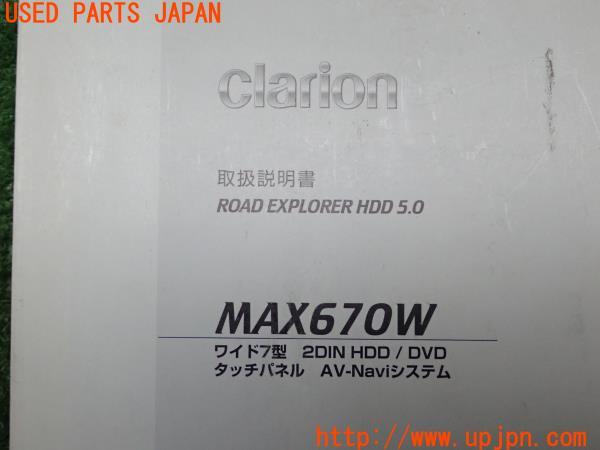 USED PARTS JAPAN
clarion
取扱説明書
ROAD EXPLORER HDD 5.0
MAX670W
ワイド7型 2DIN HDD / DVD
タッチパネル AV-Naviシステム
http://www.upjpn.com/